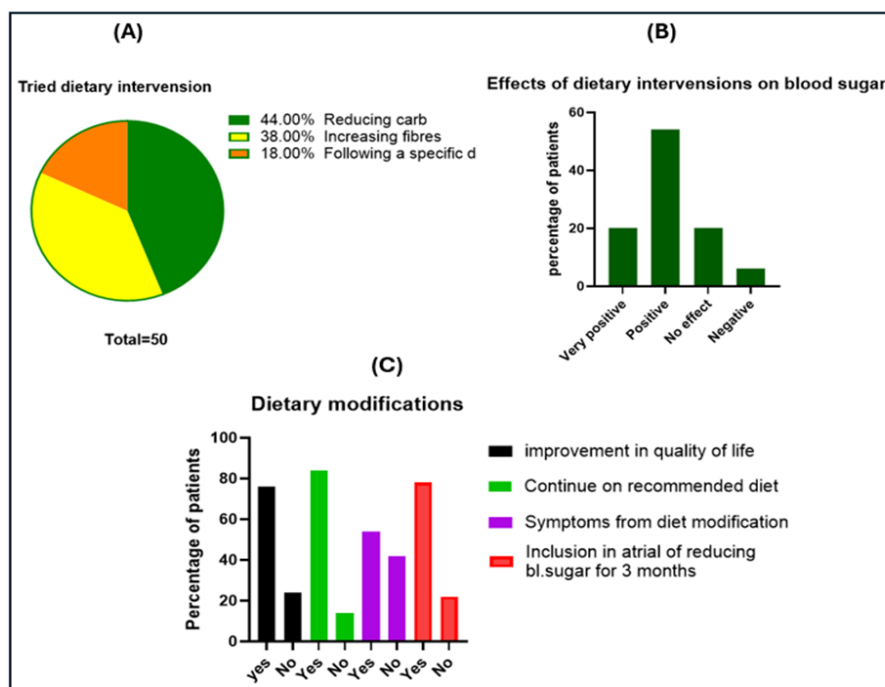 (A)
Tried dietary intervension
44.00% Reducing carb
38.00% Increasing fibres
18.00% Following a specific d
Total=50
(B)
Effects of dietary intervensions on blood sugar
percentage of patients
60
40
20
0
Very positive
Positive
No effect
Negative
(C)
Dietary modifications
Percentage of patients
100
80
60
40
20
0
yes
No
Yes
No
Yes
No
Yes
No
improvement in quality of life
Continue on recommended diet
Symptoms from diet modification
Inclusion in atrial of reducing
bl.sugar for 3 months